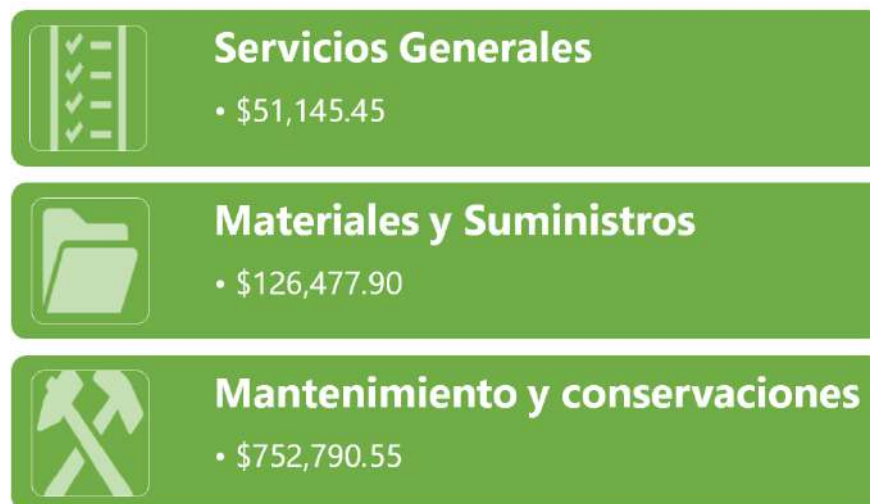 Servicios Generales
• $51,145.45
Materiales y Suministros
• $126,477.90
Mantenimiento y conservaciones
• $752,790.55